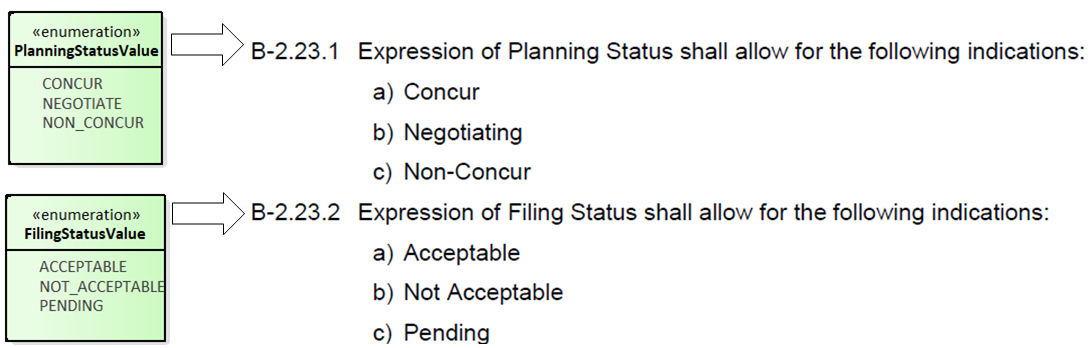 «enumeration»
PlanningStatusValue
CONCUR
NEGOTIATE
NON_CONCUR
B-2.23.1 Expression of Planning Status shall allow for the following indications:
a) Concur
b) Negotiating
c) Non-Concur
«enumeration»
FilingStatusValue
ACCEPTABLE
NOT_ACCEPTABLE
PENDING
B-2.23.2 Expression of Filing Status shall allow for the following indications:
a) Acceptable
b) Not Acceptable
c) Pending